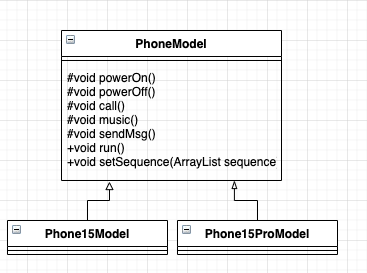 PhoneModel
#void powerOn()
#void powerOff()
#void call()
#void music()
#void sendMsg()
+void run()
+void setSequence(ArrayList sequence
Phone15Model
Phone15ProModel